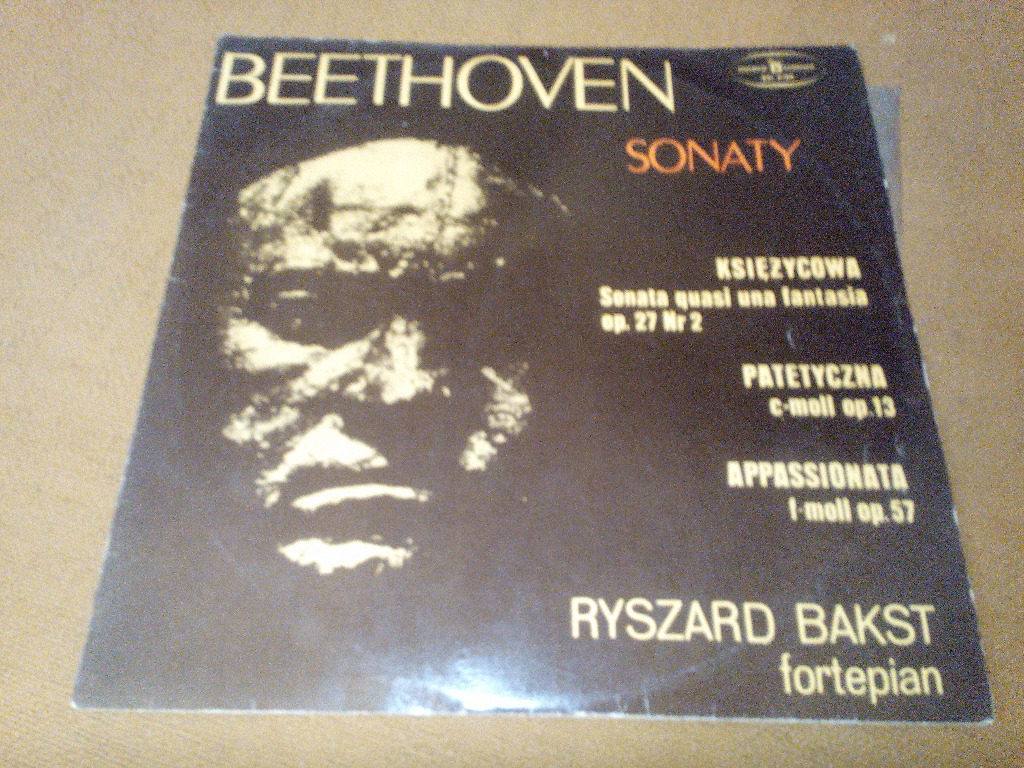 BEETHOVEN
SONATY
KSIĘŻYCOWA
Sonata quasi una fantasia
op. 27 Nr 2
PATETYCZNA
c-moll op.13
APPASSIONATA
f-moll op.57
RYSZARD BAKST
fortepian